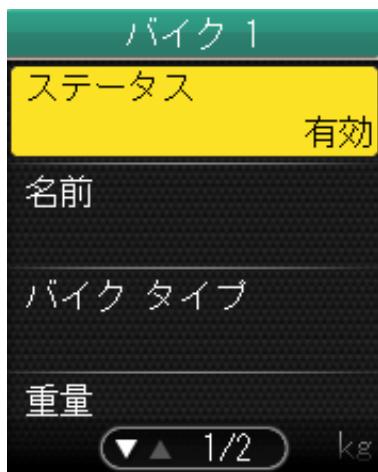 バイク 1
ステータス
有効
名前
バイク タイプ
重量
▼▲ 1/2
kg